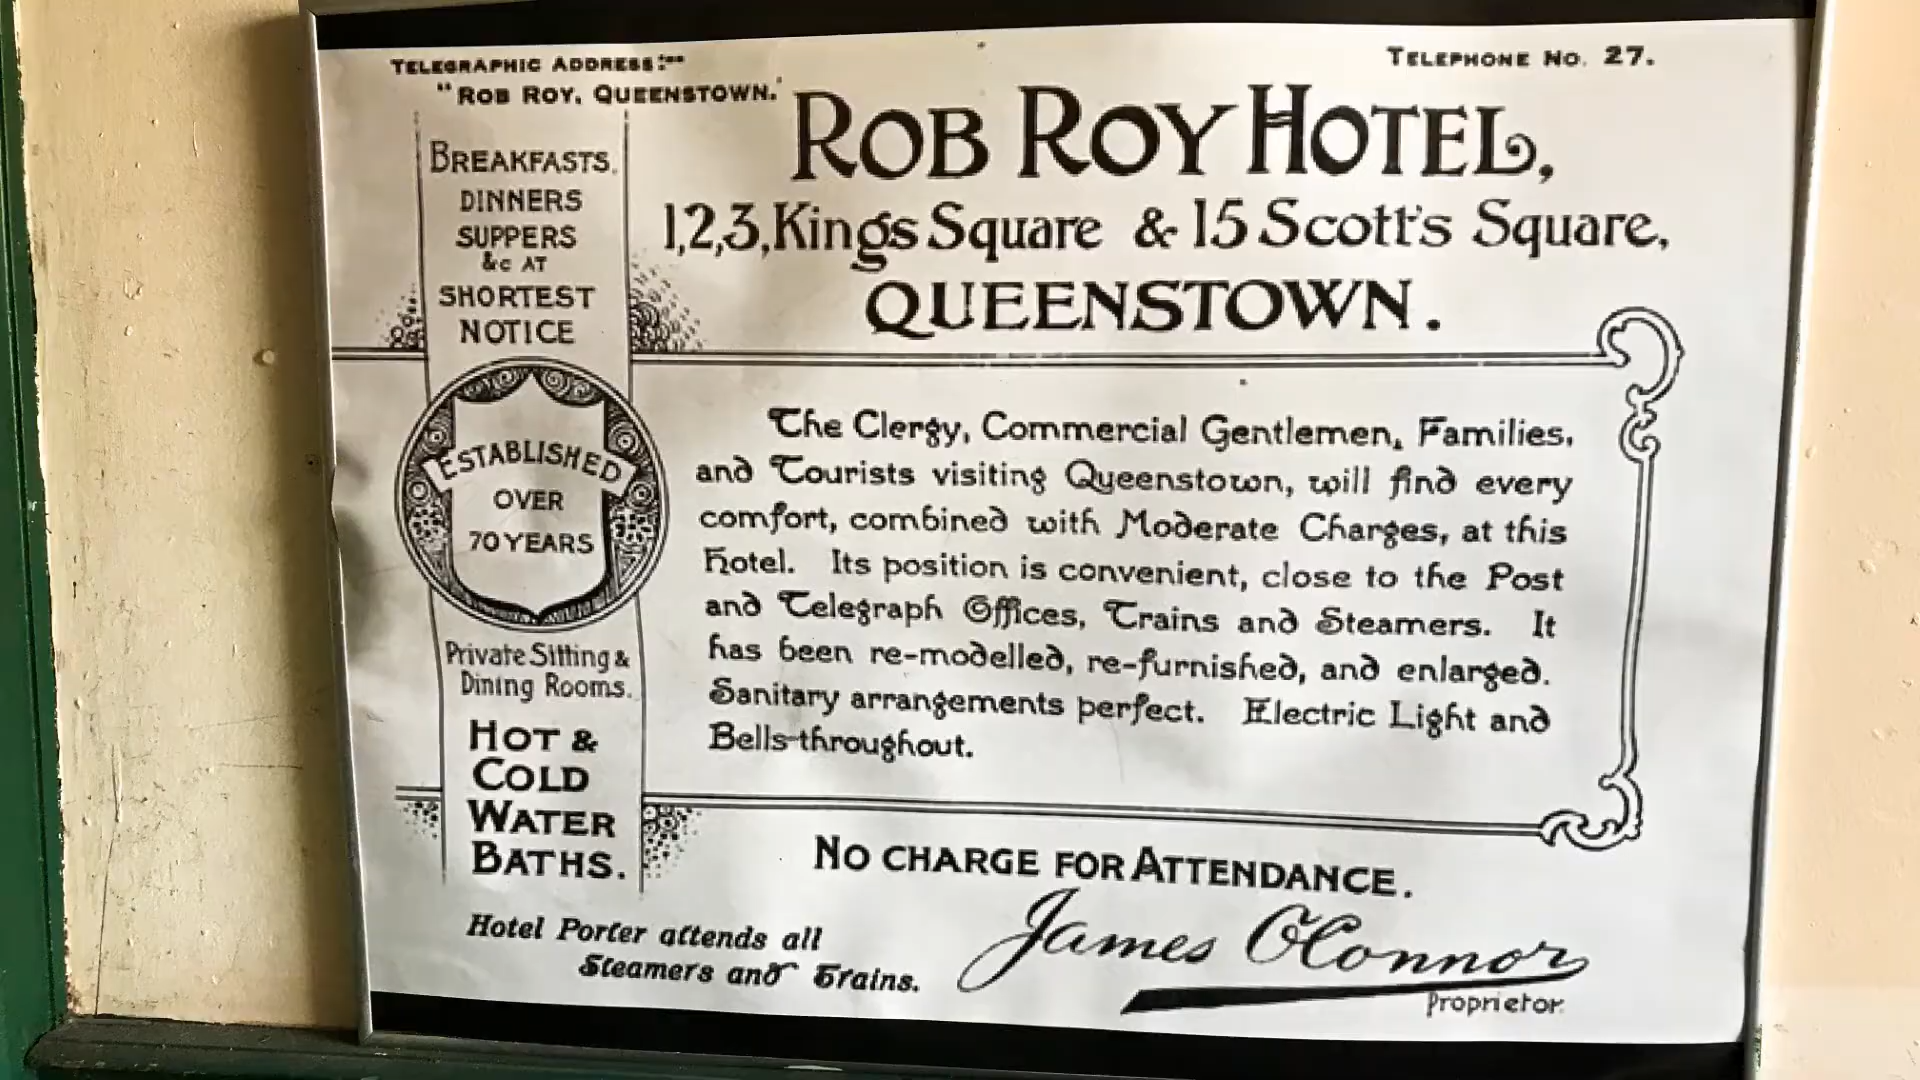 TELEGRAPHIC ADDRESS:--
"ROB ROY, QUEENSTOWN."
TELEPHONE No. 27.
ROB ROY HOTEL,
1,2,3, Kings Square & 15 Scott's Square,
QUEENSTOWN.
BREAKFASTS.
DINNERS
SUPPERS
&c AT
SHORTEST
NOTICE
ESTABLISHED
OVER
70 YEARS
Private Sitting &
Dining Rooms.
HOT &
COLD
WATER
BATHS.
The Clergy, Commercial Gentlemen, Families,
and Tourists visiting Queenstown, will find every
comfort, combined with Moderate Charges, at this
Hotel. Its position is convenient, close to the Post
and Telegraph Offices, Trains and Steamers. It
has been re-modelled, re-furnished, and enlarged.
Sanitary arrangements perfect. Electric Light and
Bells throughout.
NO CHARGE FOR ATTENDANCE.
Hotel Porter attends all
Steamers and Trains.
James O'Connor
Proprietor.